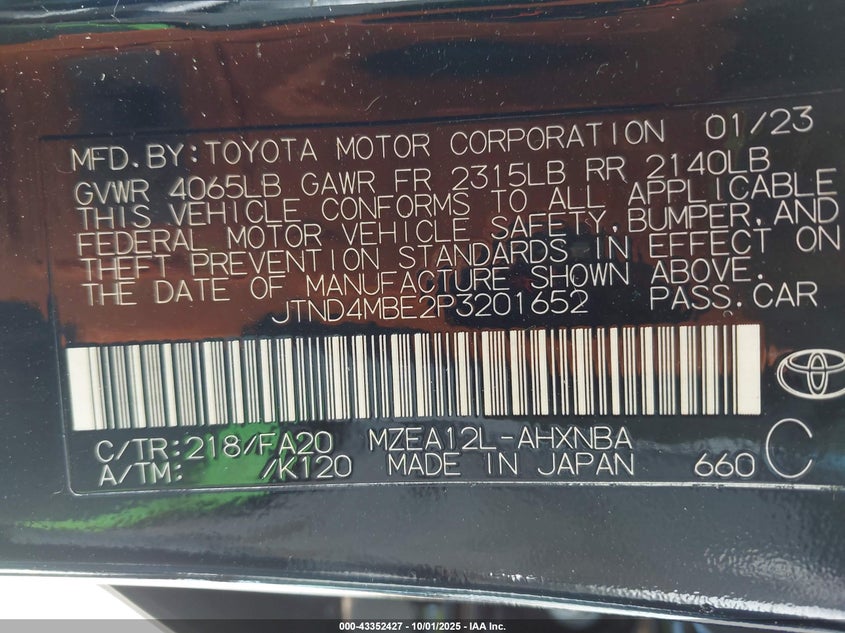 MFD. BY: TOYOTA MOTOR CORPORATION 01/23
GVWR 4065LB GAWR FR 2315LB RR 2140LB
THIS VEHICLE CONFORMS TO ALL APPLICABLE
FEDERAL MOTOR VEHICLE SAFETY, BUMPER, AND
THEFT PREVENTION STANDARDS IN EFFECT ON
THE DATE OF MANUFACTURE SHOWN ABOVE.
JTND4MBE2P3201652 PASS. CAR
C/TR: 218/FA20 MZEA12L-AHXNBA C
A/TM: /K120 MADE IN JAPAN 660
000-43352427 - 10/01/2025 - IAA Inc.